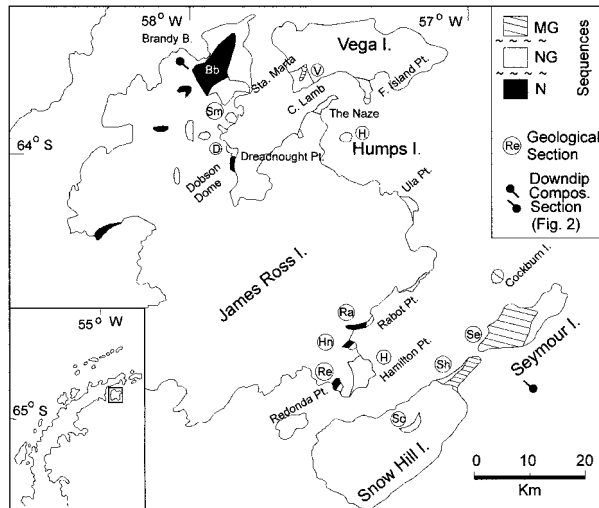 58° W
57° W
Brandy B.
Bb
Sta. Marta
Vega I.
V
C. Lamb
F. Island Pt.
The Naze
Sm
H
Humps I.
64° S
D
Dreadnought Pt.
Dobson
Dome
Ula Pt.
James Ross I.
Cockburn I.
Ra
Rabot Pt.
Hn
H
Hamilton Pt.
Re
Redonda Pt.
Se
Sh
Seymour I.
Sc
Snow Hill I.
MG
NG
N
Sequences
Re
Geological
Section
Downdip
Compos.
Section
(Fig. 2)
55° W
65° S
0 10 20
Km